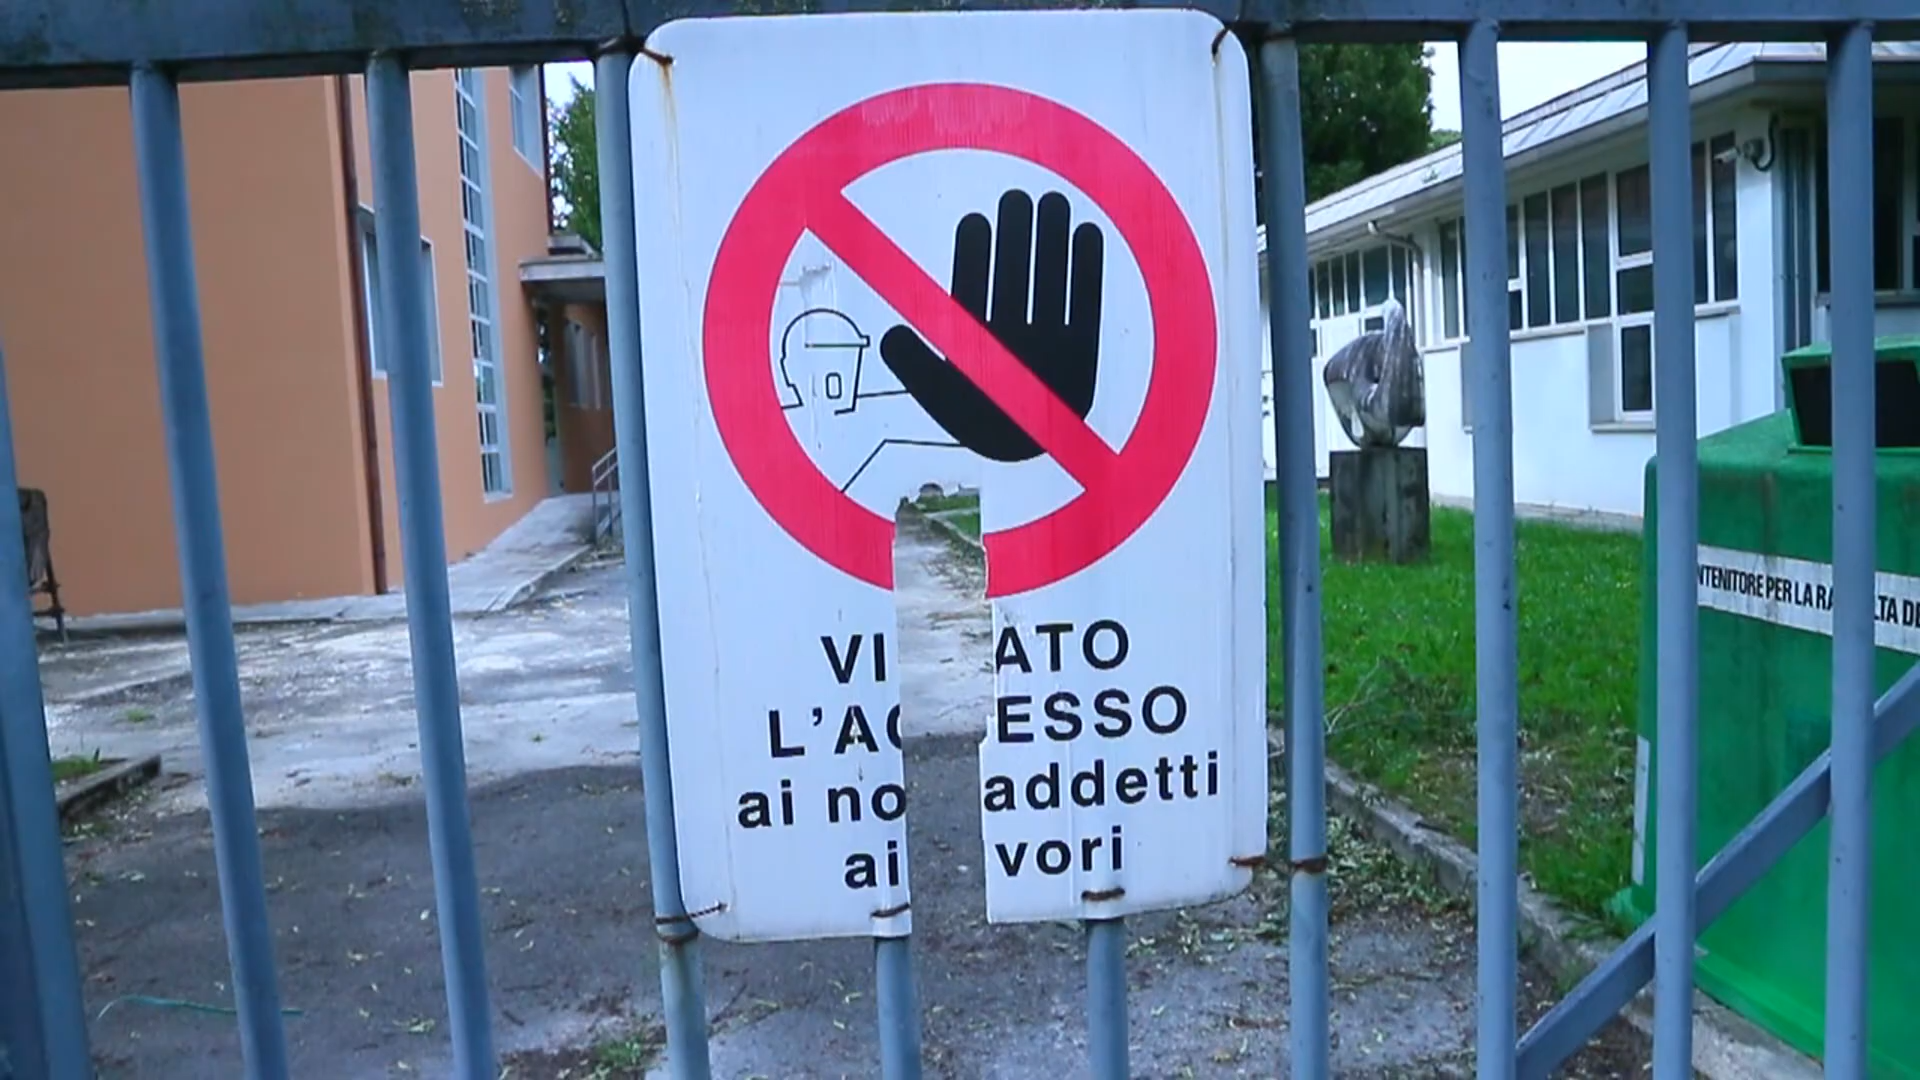 VI ATO
L'AC ESSO
ai no addetti
ai vori
NTENITORE PER LA RA LTA DE